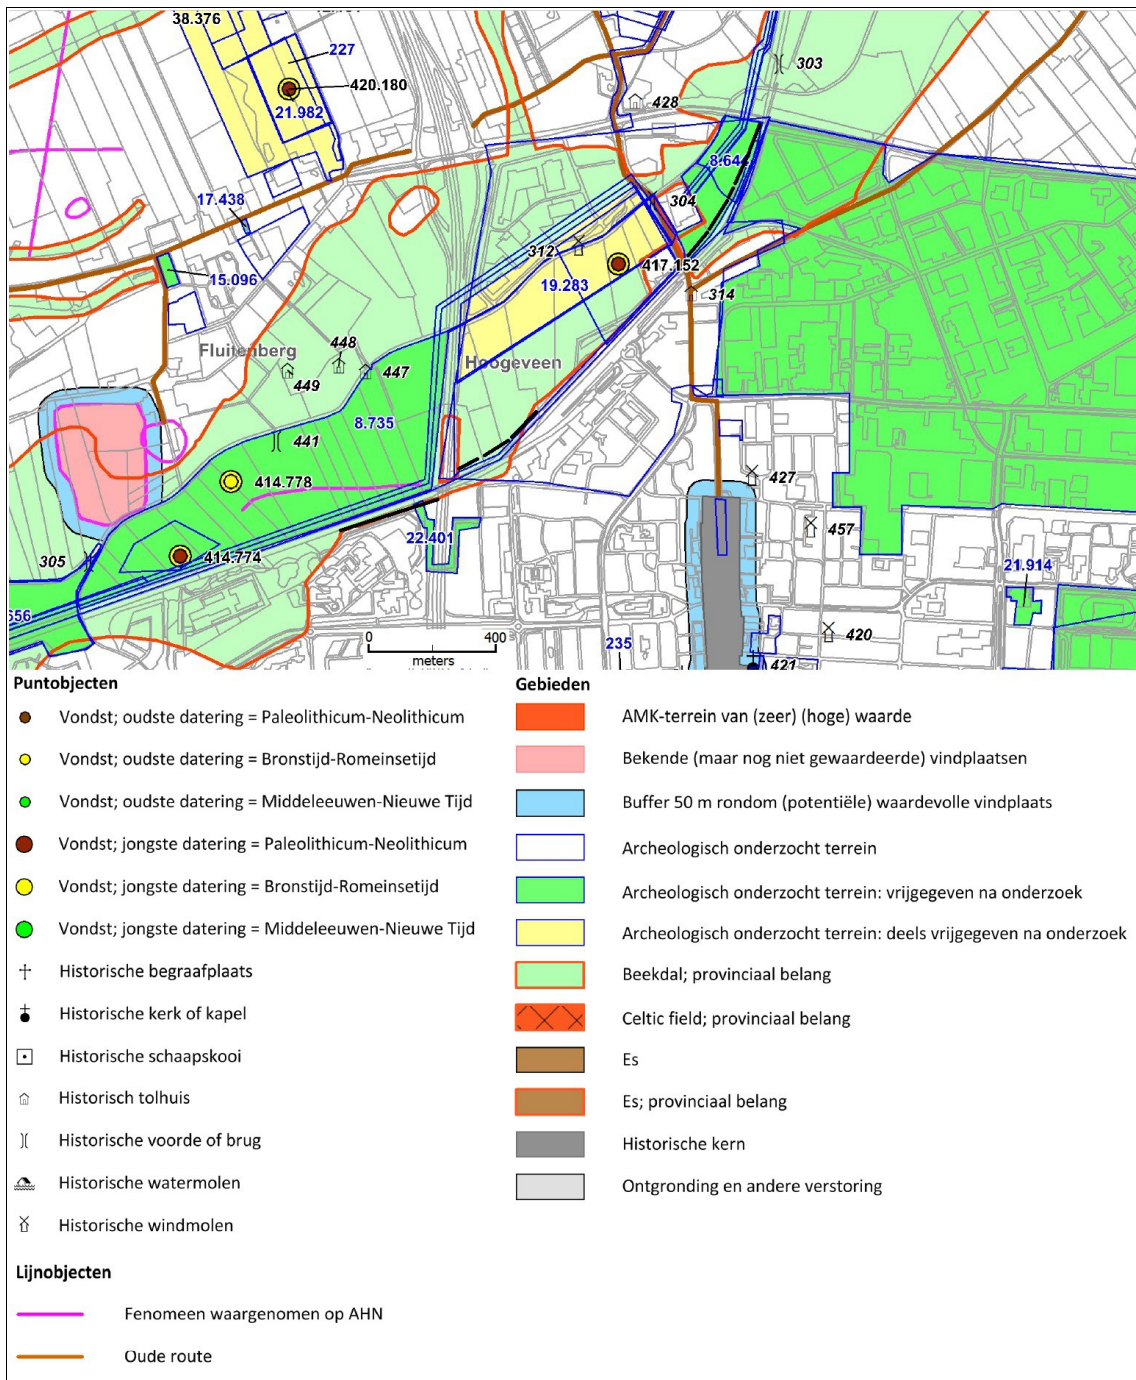 38.376
227
420.180
21.982
303
428
8.64
17.438
304
312
417.152
15.096
19.283
314
Fluitenberg
448
449
447
Hoogeveen
8.735
441
414.778
427
457
305
414.774
22.401
21.914
656
0 400
meters
235
420
421
Puntobjecten
Vondst; oudste datering = Paleolithicum-Neolithicum
Vondst; oudste datering = Bronstijd-Romeinsetijd
Vondst; oudste datering = Middeleeuwen-Nieuwe Tijd
Vondst; jongste datering = Paleolithicum-Neolithicum
Vondst; jongste datering = Bronstijd-Romeinsetijd
Vondst; jongste datering = Middeleeuwen-Nieuwe Tijd
Historische begraafplaats
Historische kerk of kapel
Historische schaapskooi
Historisch tolhuis
Historische voorde of brug
Historische watermolen
Historische windmolen
Lijnobjecten
Fenomeen waargenomen op AHN
Oude route
Gebieden
AMK-terrein van (zeer) (hoge) waarde
Bekende (maar nog niet gewaardeerde) vindplaatsen
Buffer 50 m rondom (potentiële) waardevolle vindplaats
Archeologisch onderzocht terrein
Archeologisch onderzocht terrein: vrijgegeven na onderzoek
Archeologisch onderzocht terrein: deels vrijgegeven na onderzoek
Beekdal; provinciaal belang
Celtic field; provinciaal belang
Es
Es; provinciaal belang
Historische kern
Ontgronding en andere verstoring